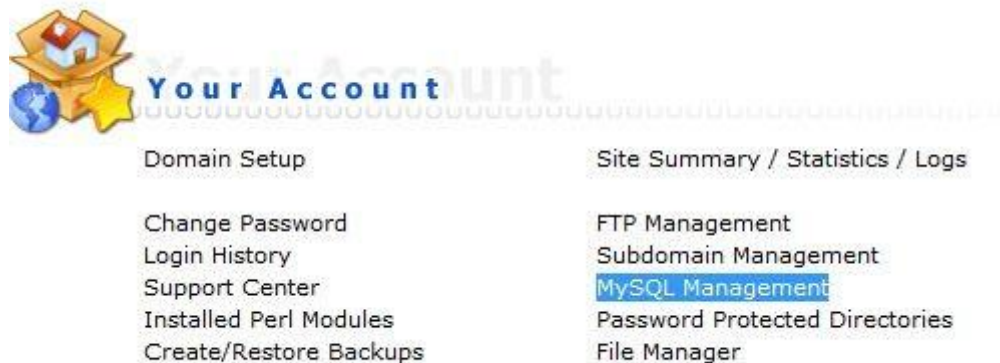 Your Account
Domain Setup
Site Summary / Statistics / Logs
Change Password
FTP Management
Login History
Subdomain Management
Support Center
MySQL Management
Installed Perl Modules
Password Protected Directories
Create/Restore Backups
File Manager